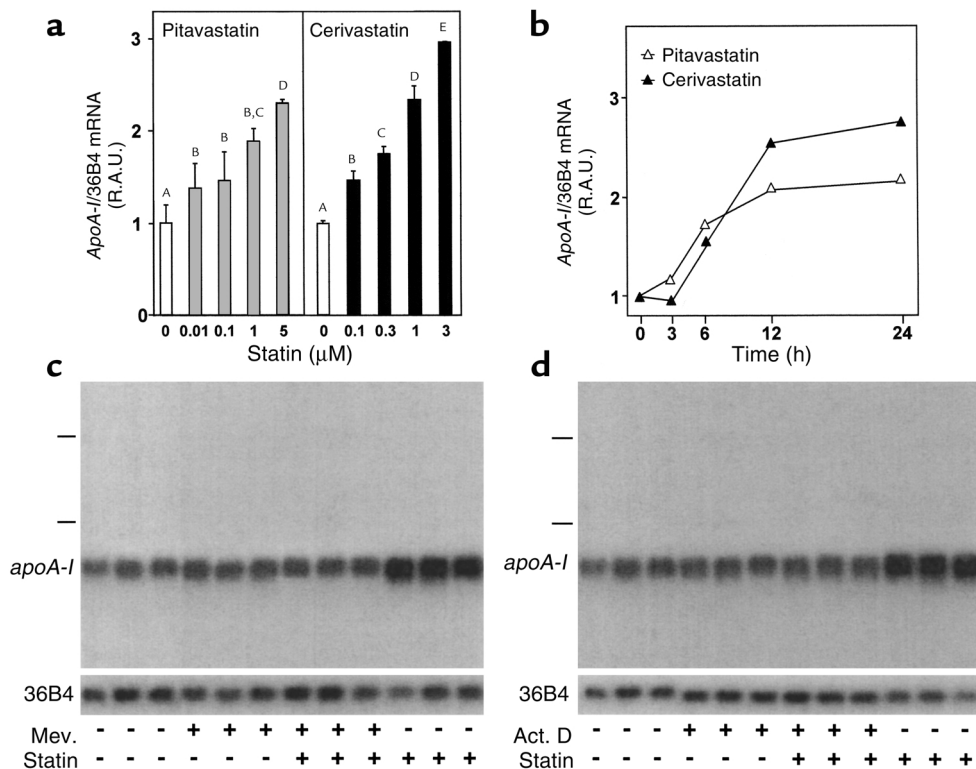 a
Pitavastatin
Cerivastatin
ApoA-I/36B4 mRNA
(R.A.U.)
3
2
1
0
A
B
B
B,C
D
A
B
C
D
E
0 0.01 0.1 1 5 0 0.1 0.3 1 3
Statin (μM)
b
Pitavastatin
Cerivastatin
ApoA-I/36B4 mRNA
(R.A.U.)
3
2
1
0 3 6 12 24
Time (h)
c
apoA-I
36B4
Mev. - - - + + + + + + - - -
Statin - - - - - - + + + + + +
d
apoA-I
36B4
Act. D - - - + + + + + + - - -
Statin - - - - - - + + + + + +